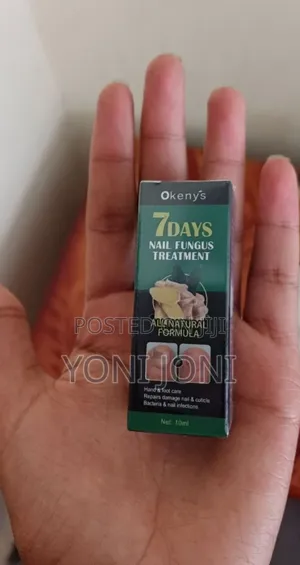 Okeny's
7DAYS
NAIL FUNGUS
TREATMENT
ALL NATURAL
FORMULA
POSTED ON JIJI
YONI JONI
Hand & foot care
Repairs damage nail & cuticle
Bacteria & nail infections
Net: 10ml